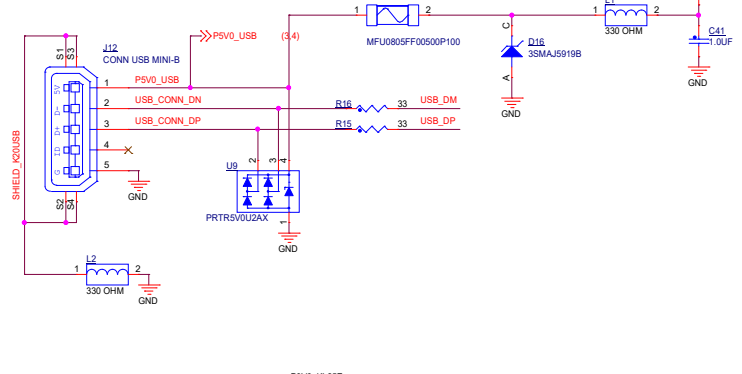 L1
1 2 1 2
MFU0805FF00500P100
330 OHM
P5V0_USB (3,4)
C
D16
3SMAJ5919B
A
GND
C41
1.0UF
GND
J12
CONN USB MINI-B
S1 S3
5V 1 P5V0_USB
D- 2 USB_CONN_DN R16 33 USB_DM
D+ 3 USB_CONN_DP R15 33 USB_DP
ID 4
G 5
GND
S2 S4
SHIELD_K20USB
U9
2 3 4
PRTR5V0U2AX
1
GND
L2
1 2
330 OHM
GND